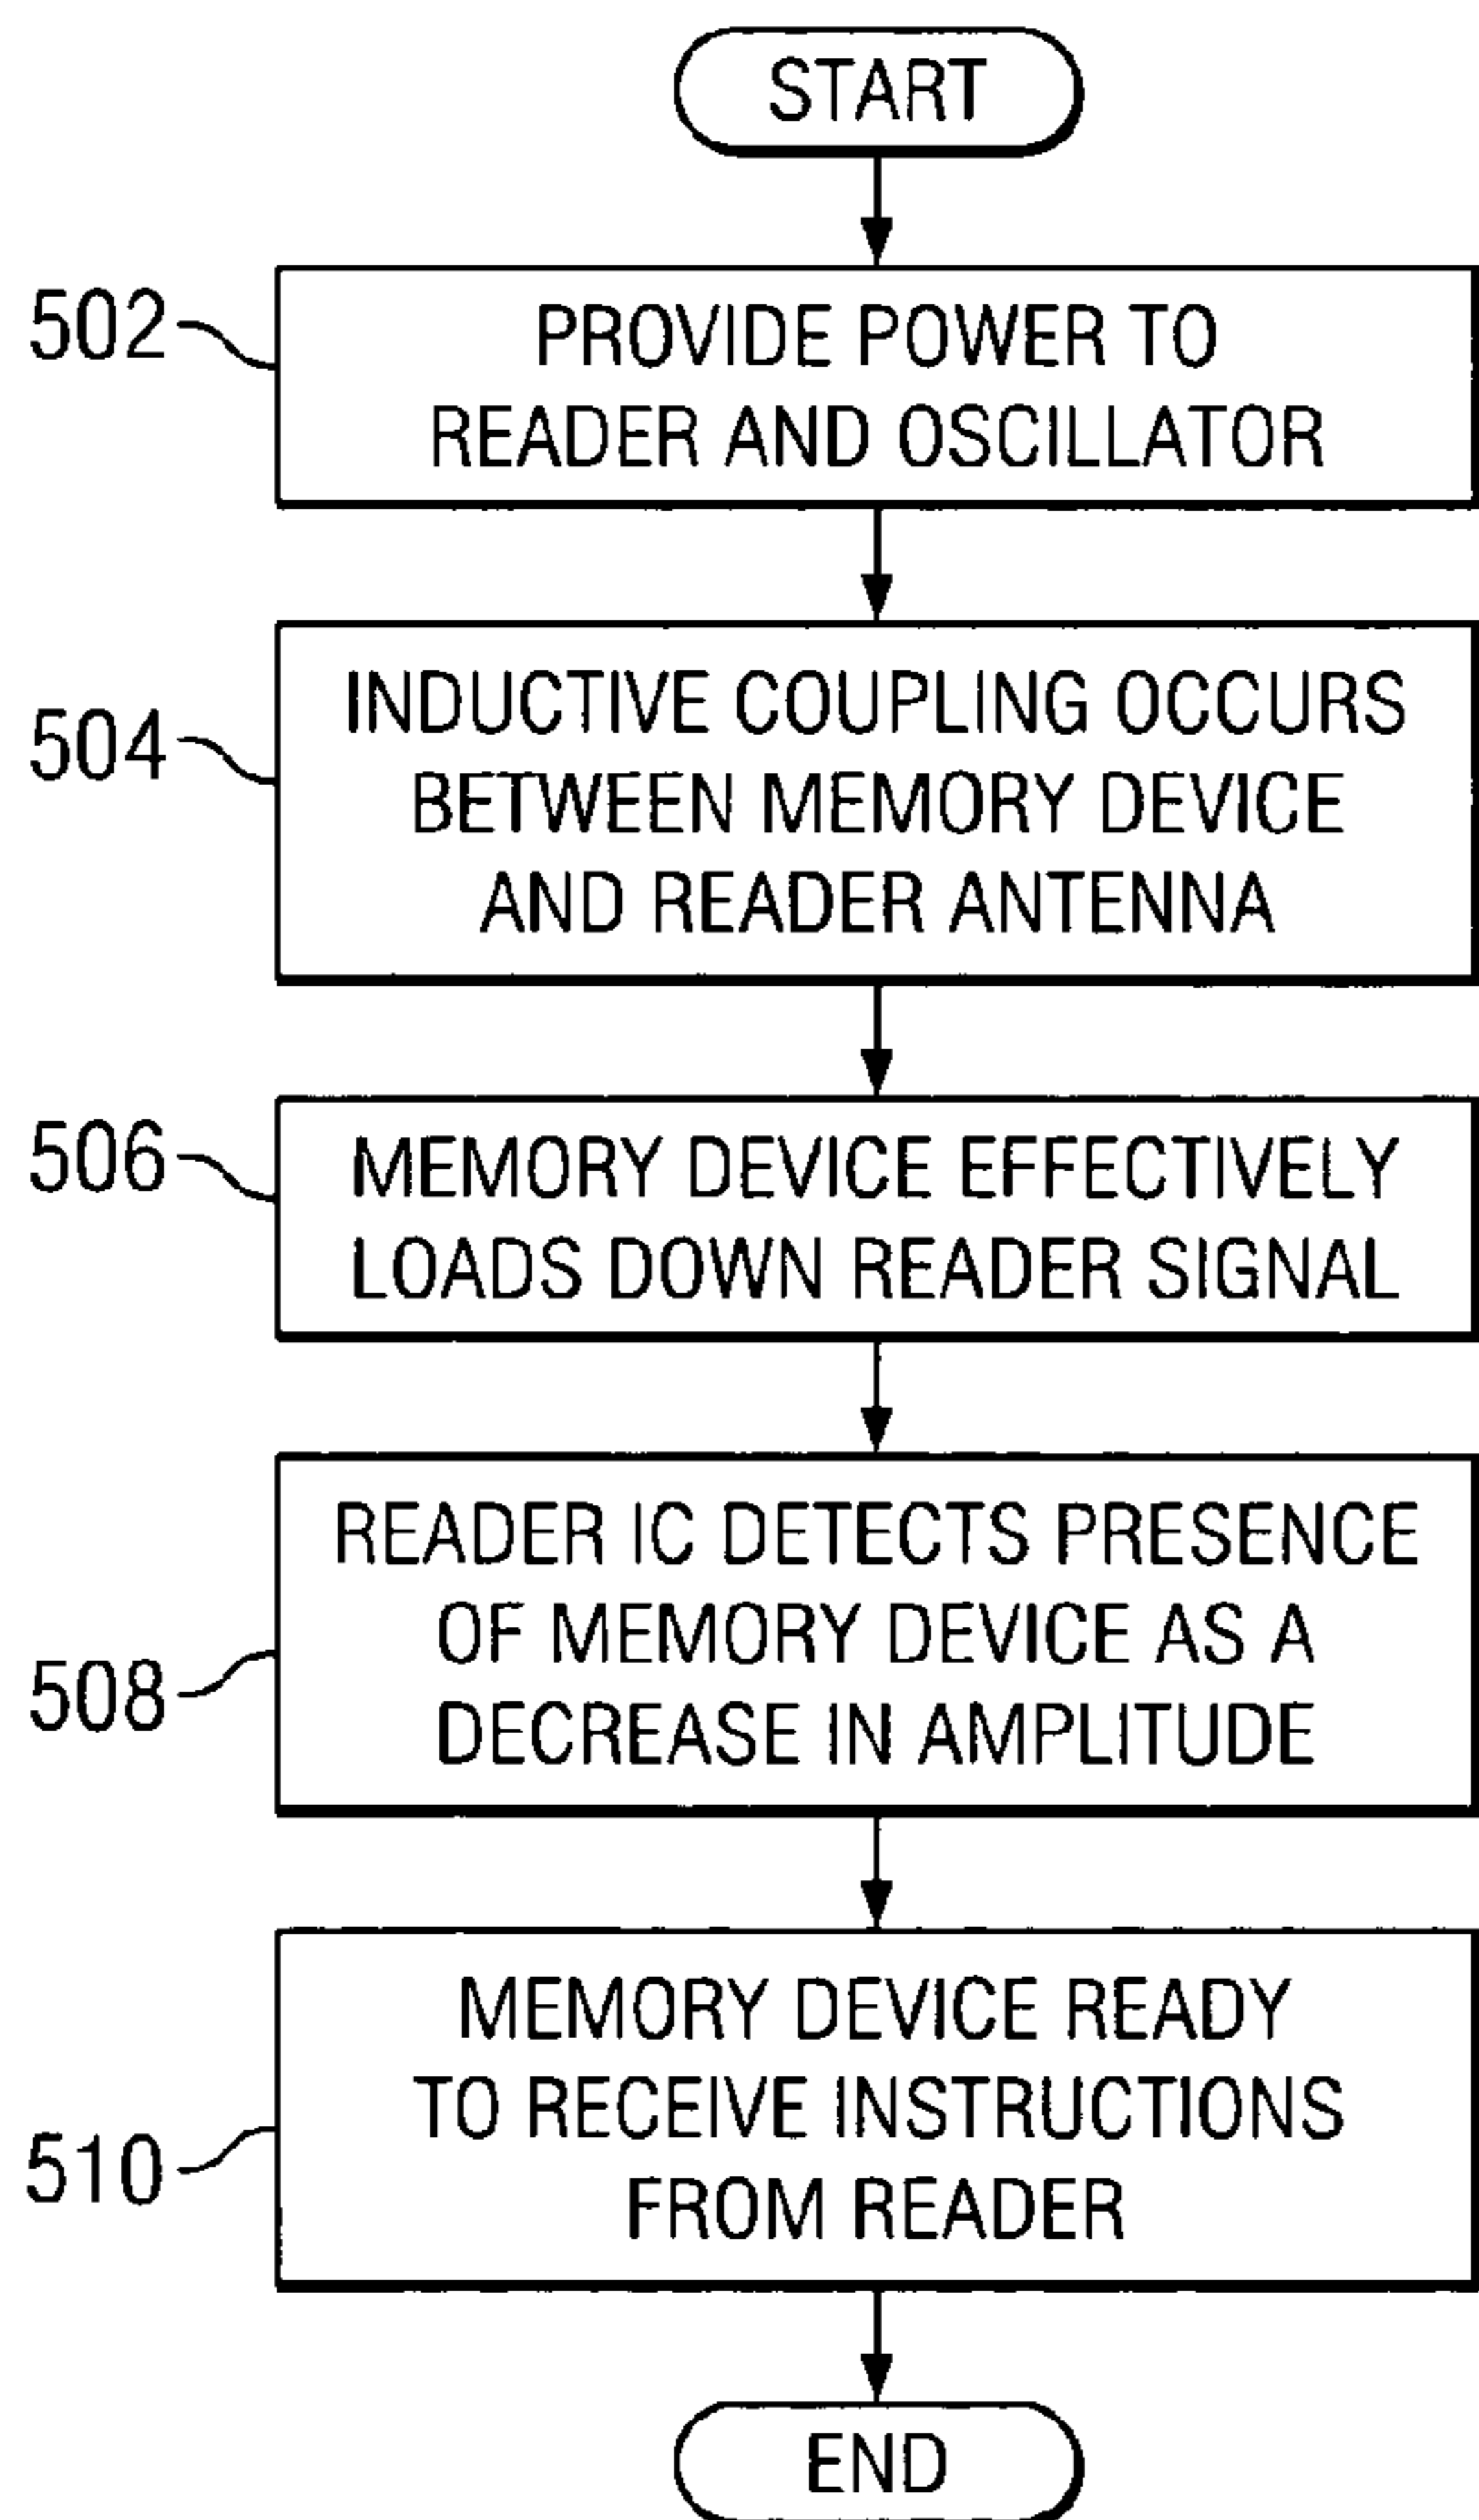 START
502
PROVIDE POWER TO
READER AND OSCILLATOR
504
INDUCTIVE COUPLING OCCURS
BETWEEN MEMORY DEVICE
AND READER ANTENNA
506
MEMORY DEVICE EFFECTIVELY
LOADS DOWN READER SIGNAL
508
READER IC DETECTS PRESENCE
OF MEMORY DEVICE AS A
DECREASE IN AMPLITUDE
510
MEMORY DEVICE READY
TO RECEIVE INSTRUCTIONS
FROM READER
END